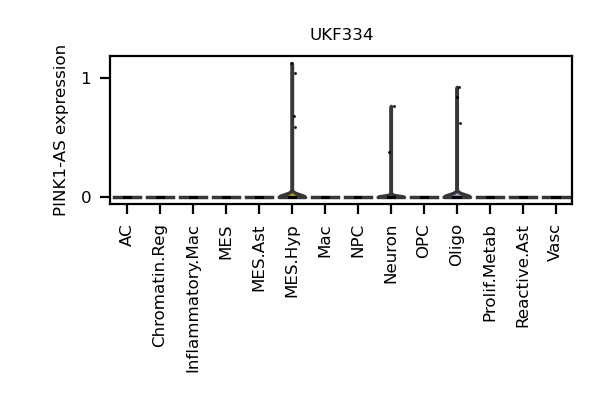 UKF334
PINK1-AS expression
1
0
AC
Chromatin.Reg
Inflammatory.Mac
MES
MES.Ast
MES.Hyp
Mac
NPC
Neuron
OPC
Oligo
Prolif.Metab
Reactive.Ast
Vasc